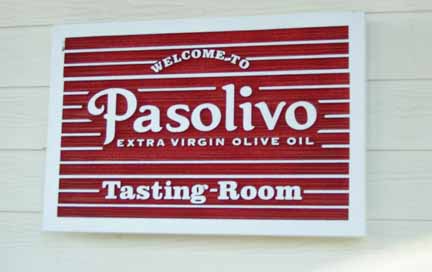 WELCOME TO
Pasolivo
EXTRA VIRGIN OLIVE OIL
Tasting-Room